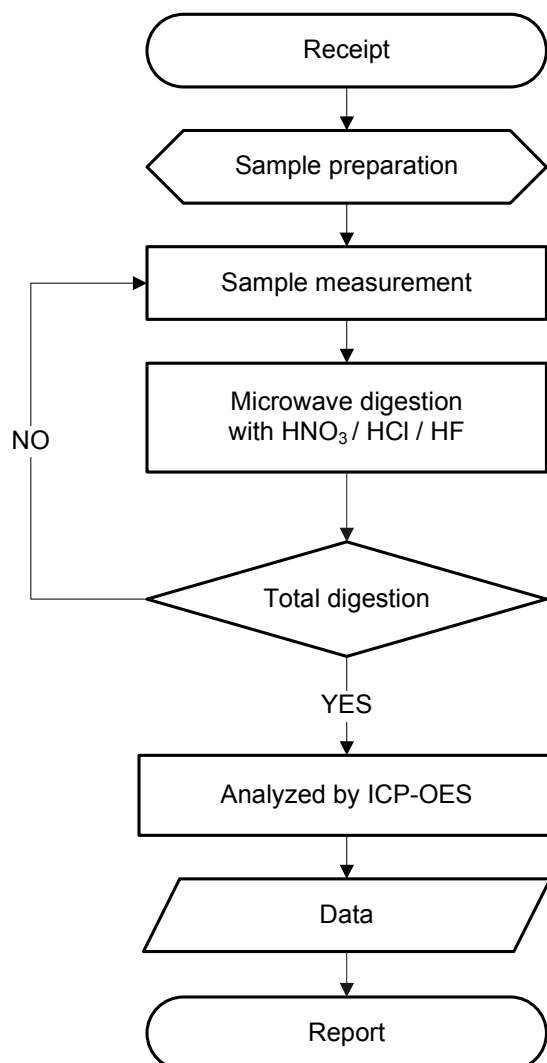 Receipt
Sample preparation
Sample measurement
Microwave digestion
with HNO₃ / HCl / HF
NO
Total digestion
YES
Analyzed by ICP-OES
Data
Report